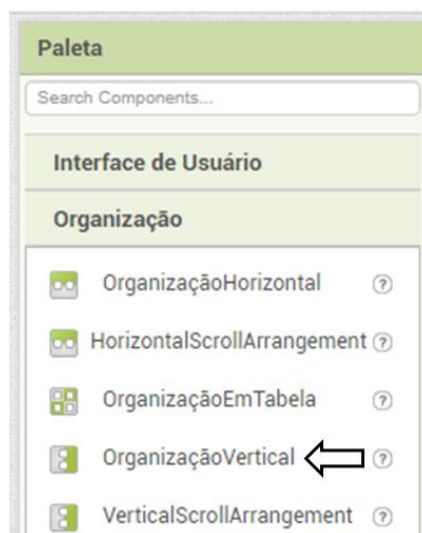 Paleta
Search Components...
Interface de Usuário
Organização
OrganizaçãoHorizontal ?
HorizontalScrollArrangement ?
OrganizaçãoEmTabela ?
OrganizaçãoVertical ?
VerticalScrollArrangement ?